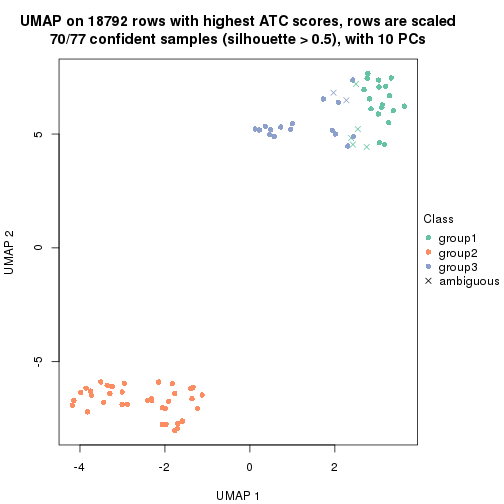 UMAP on 18792 rows with highest ATC scores, rows are scaled
70/77 confident samples (silhouette > 0.5), with 10 PCs
5
0
-5
UMAP 2
-4
-2
0
2
UMAP 1
Class
group1
group2
group3
ambiguous